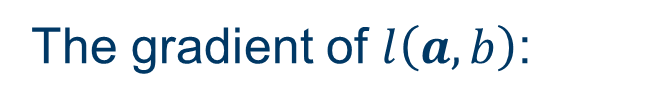 The gradient of l(a, b):